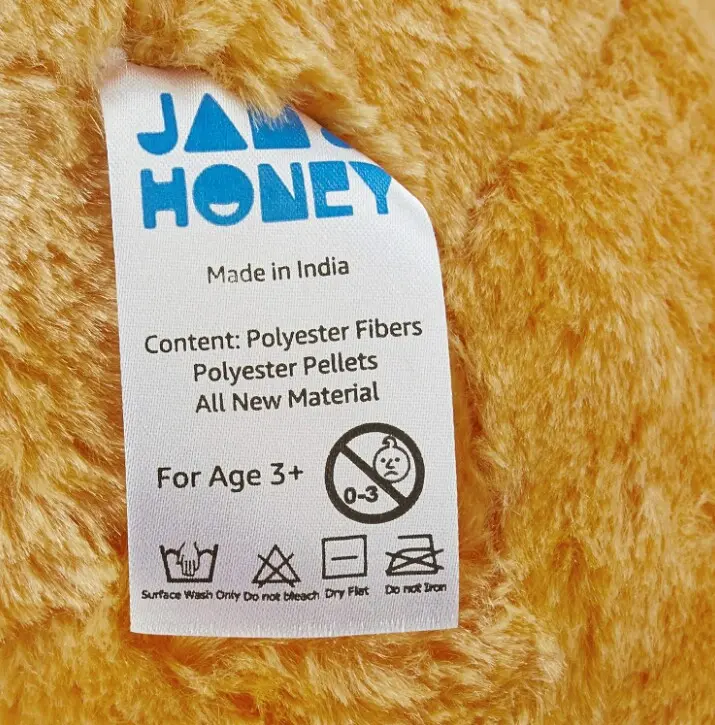 HONEY
Made in India
Content: Polyester Fibers
Polyester Pellets
All New Material
For Age 3+
0-3
Surface Wash Only Do not bleach Dry Flat Do not Iron